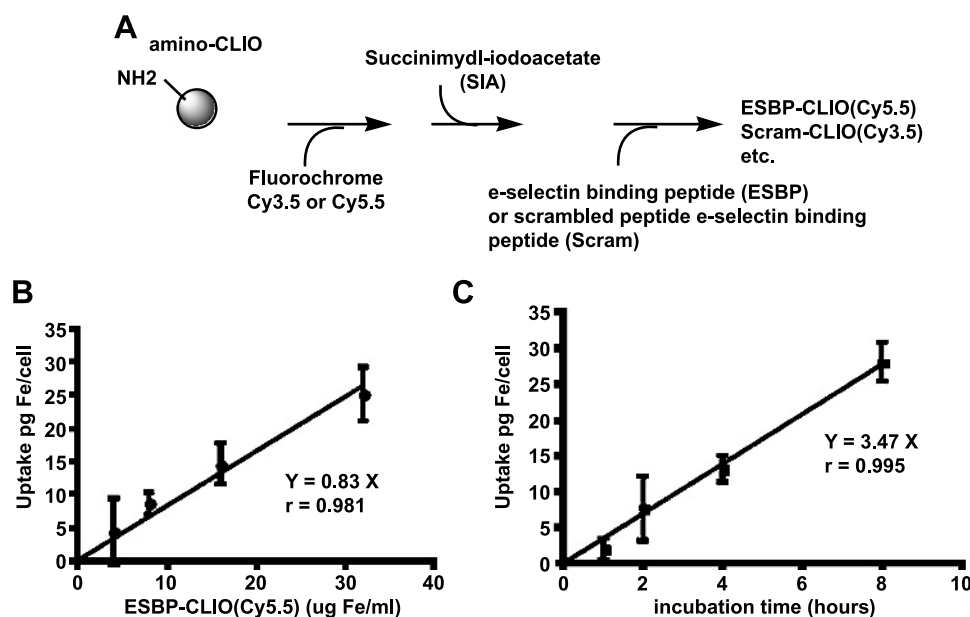 A
amino-CLIO
NH2
Succinimydl-iodoacetate
(SIA)
Fluorochrome
Cy3.5 or Cy5.5
e-selectin binding peptide (ESBP)
or scrambled peptide e-selectin binding
peptide (Scram)
ESBP-CLIO(Cy5.5)
Scram-CLIO(Cy3.5)
etc.
B
Uptake pg Fe/cell
35
30
25
20
15
10
5
0
Y = 0.83 X
r = 0.981
0 10 20 30 40
ESBP-CLIO(Cy5.5) (ug Fe/ml)
C
Uptake pg Fe/cell
35
30
25
20
15
10
5
0
Y = 3.47 X
r = 0.995
0 2 4 6 8 10
incubation time (hours)